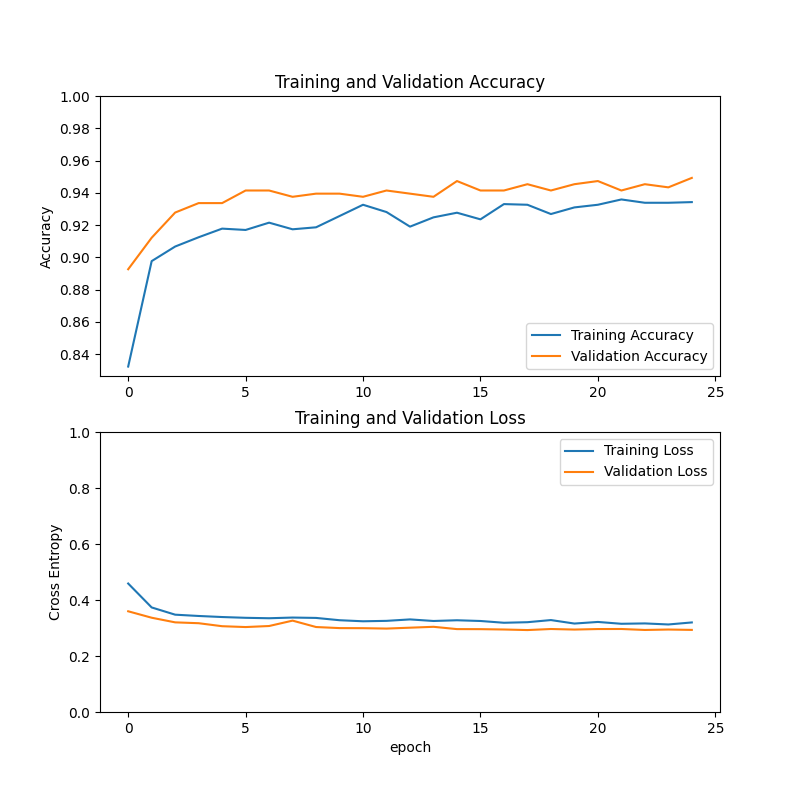 Training and Validation Accuracy
1.00
0.98
0.96
0.94
0.92
0.90
0.88
0.86
0.84
Accuracy
Training Accuracy
Validation Accuracy
0 5 10 15 20 25
Training and Validation Loss
1.0
0.8
0.6
0.4
0.2
0.0
Cross Entropy
Training Loss
Validation Loss
0 5 10 15 20 25
epoch